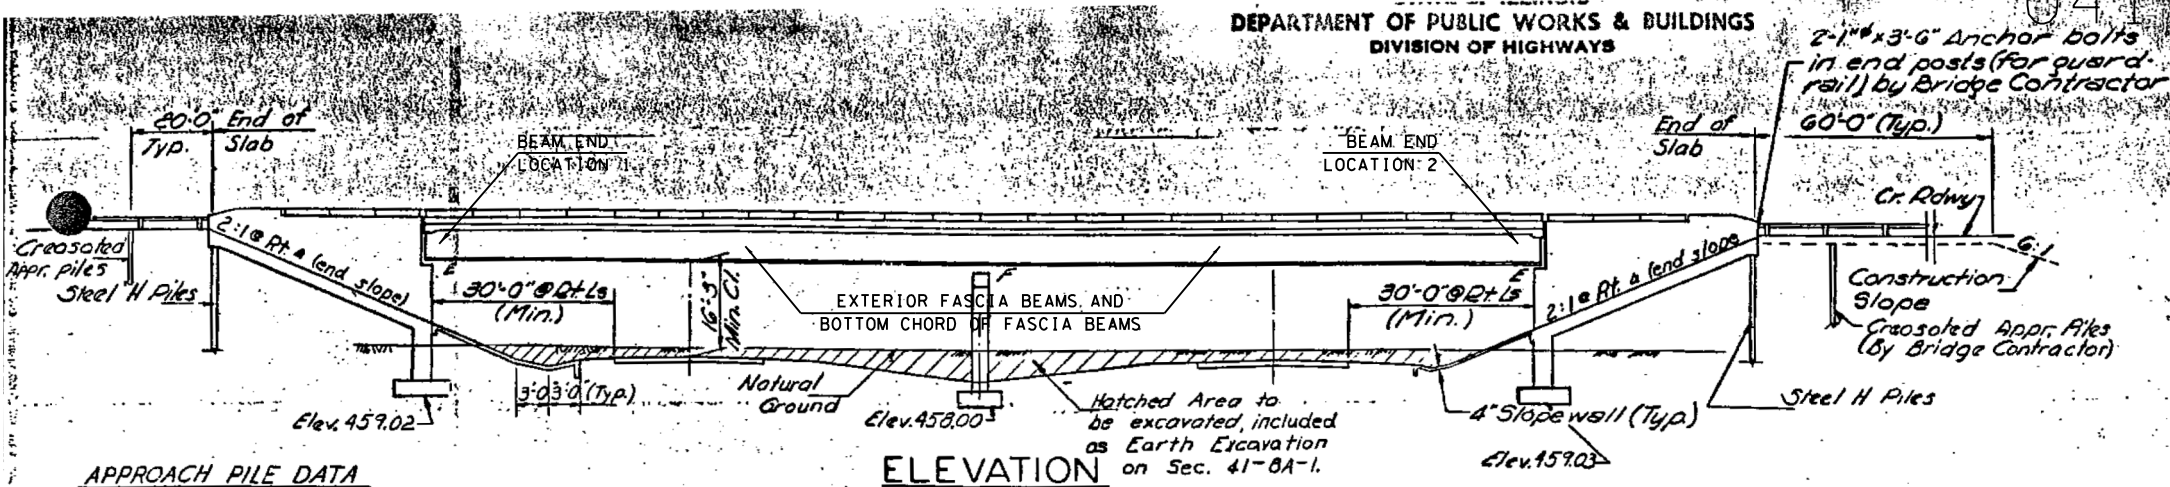 STATE OF ILLINOIS
DEPARTMENT OF PUBLIC WORKS & BUILDINGS
DIVISION OF HIGHWAYS
041
2-1"φ x 3'-6" Anchor bolts
in end posts (for guard-
rail) by Bridge Contractor
20'-0"
Typ.
End of
Slab
BEAM END
LOCATION 1
BEAM END
LOCATION 2
End of
Slab
60'-0" (Typ.)
Cr. Rdwy
6:1
Creosoted
Appr. piles
Steel H Piles
2:1 @ Rt. ∠ (end slope)
E
F
E
30'-0" @ Rt. ∠s
(Min.)
16'-3"
Min. Cl.
EXTERIOR FASCIA BEAMS AND
BOTTOM CHORD OF FASCIA BEAMS
30'-0" @ Rt. ∠s
(Min.)
2:1 @ Rt. ∠ (end slope)
Construction
Slope
Creosoted Appr. Piles
(By Bridge Contractor)
3'-0 3'-0 (Typ.)
Natural
Ground
Elev. 459.02
Elev. 458.00
Hatched Area to
be excavated, included
as Earth Excavation
on Sec. 41-8A-1.
4" Slopewall (Typ.)
Elev. 459.03
Steel H Piles
APPROACH PILE DATA
ELEVATION